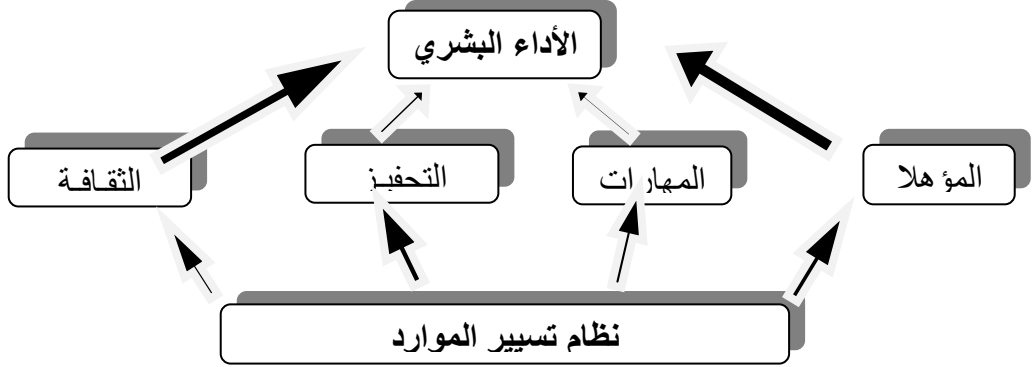 الأداء البشري
المؤهلا
المهارات
التحفيز
الثقافة
نظام تسيير الموارد